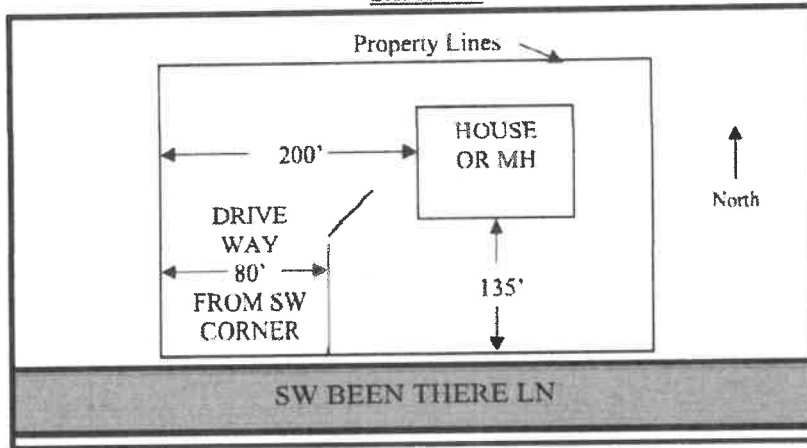 Property Lines
HOUSE
OR MH
200'
North
DRIVE
WAY
80'
FROM SW
CORNER
135'
SW BEEN THERE LN